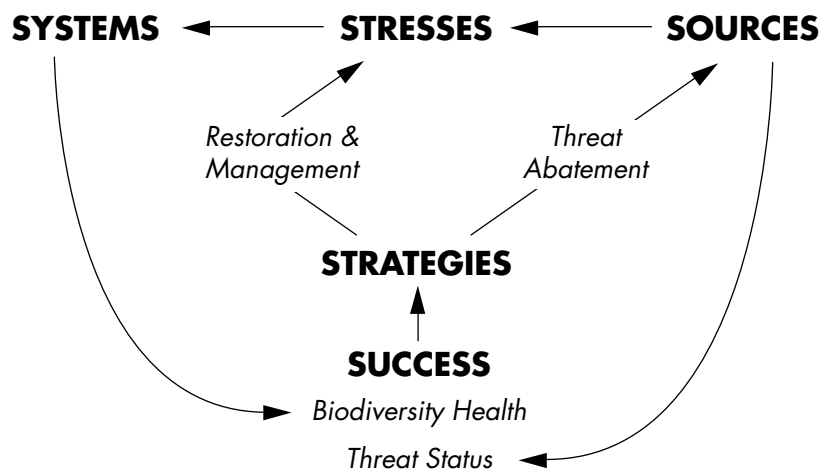 SYSTEMS
STRESSES
SOURCES
Restoration &
Management
Threat
Abatement
STRATEGIES
SUCCESS
Biodiversity Health
Threat Status